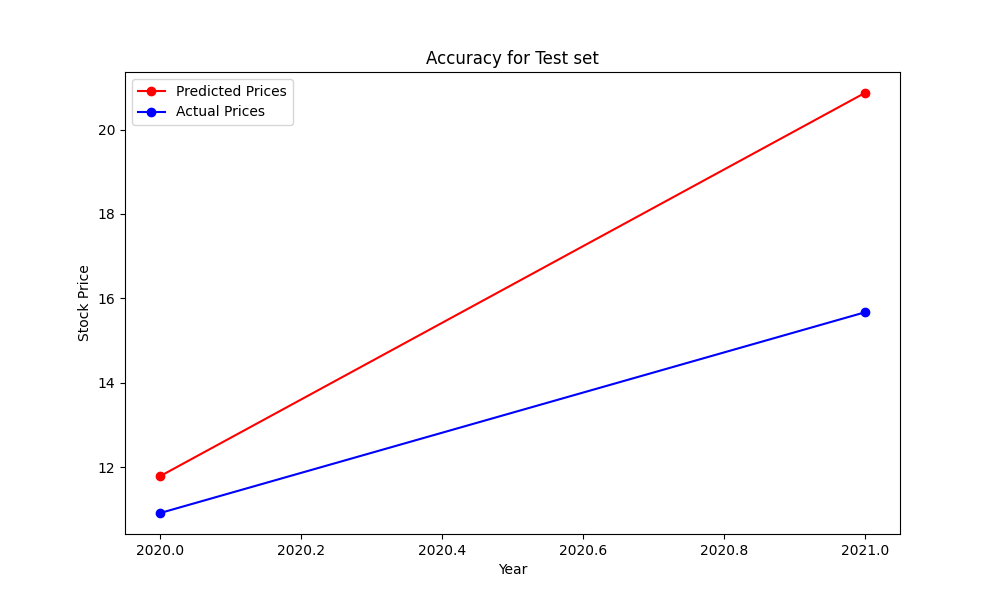 Accuracy for Test set
Predicted Prices
Actual Prices
20
18
16
14
12
Stock Price
2020.0 2020.2 2020.4 2020.6 2020.8 2021.0
Year